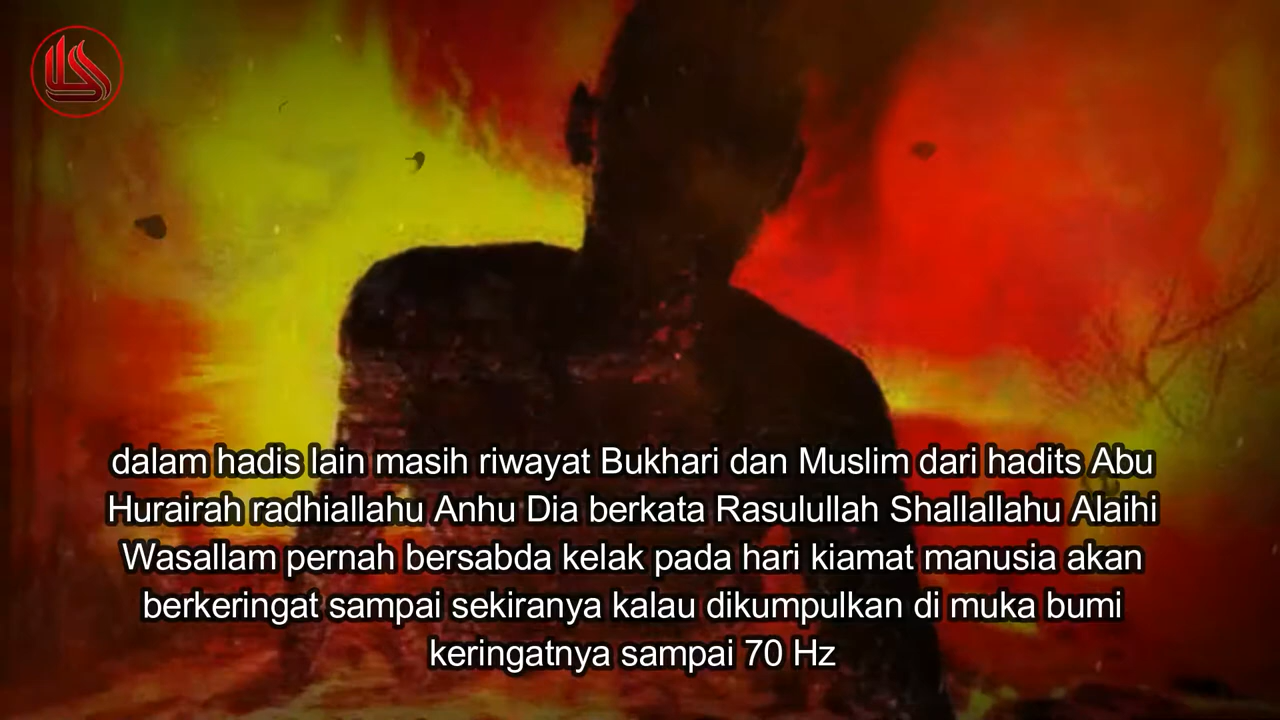 dalam hadis lain masih riwayat Bukhari dan Muslim dari hadits Abu
Hurairah radhiallahu Anhu Dia berkata Rasulullah Shallallahu Alaihi
Wasallam pernah bersabda kelak pada hari kiamat manusia akan
berkeringat sampai sekiranya kalau dikumpulkan di muka bumi
keringatnya sampai 70 Hz